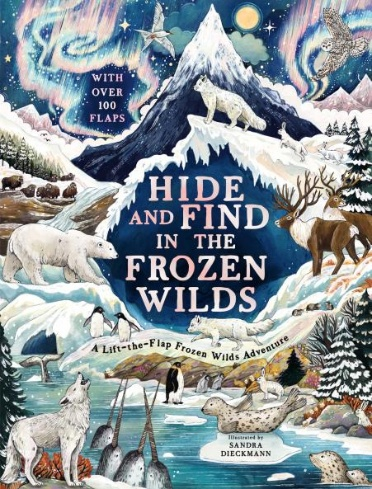 WITH
OVER
100
FLAPS
HIDE
AND FIND
IN THE
FROZEN
WILDS
A Lift-the-Flap Frozen Wilds Adventure
Illustrated by
SANDRA
DIECKMANN